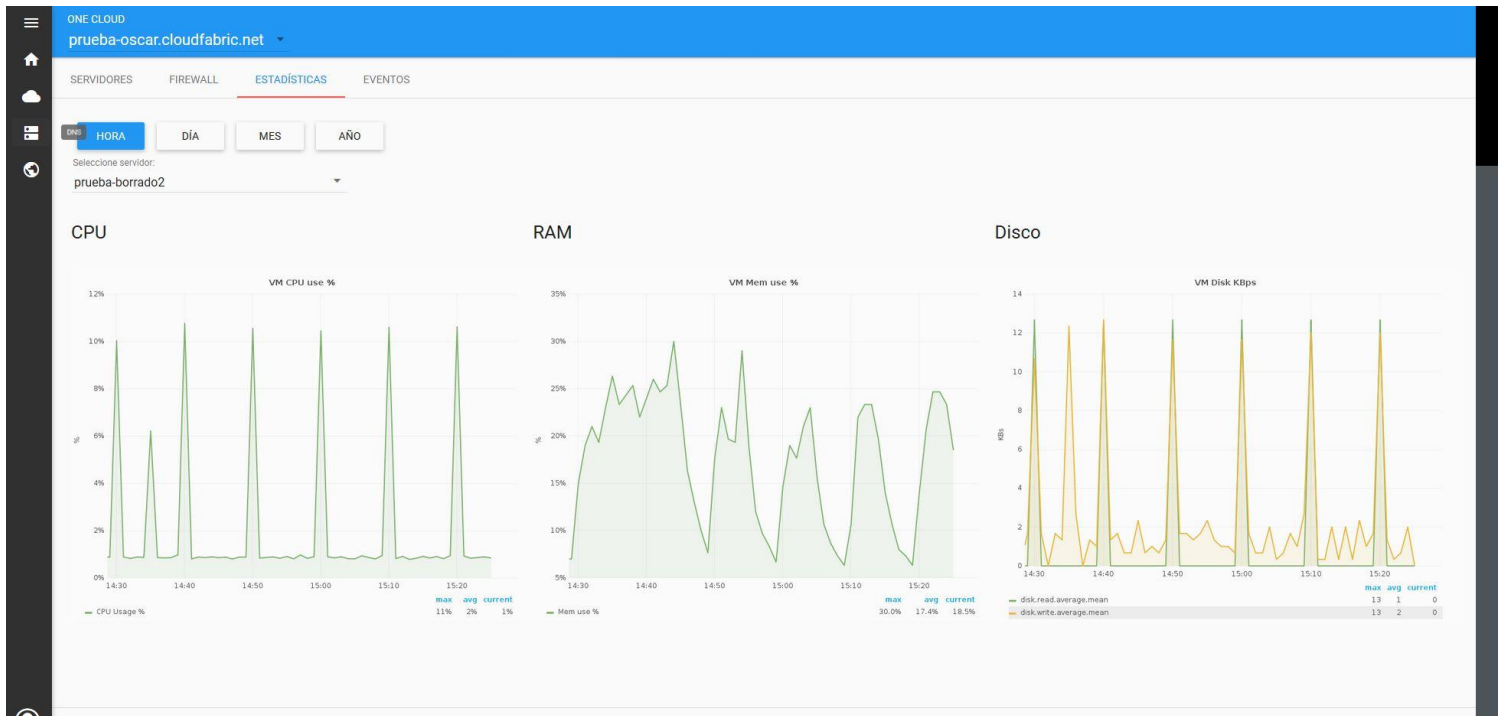 ONE CLOUD
prueba-oscar.cloudfabric.net
SERVIDORES FIREWALL ESTADÍSTICAS EVENTOS
DNS HORA DÍA MES AÑO
Seleccione servidor:
prueba-borrado2
CPU RAM Disco
VM CPU use %
12%
10%
8%
6%
4%
2%
0%
%
14:30 14:40 14:50 15:00 15:10 15:20
max avg current
CPU Usage % 11% 2% 1%
VM Mem use %
35%
30%
25%
20%
15%
10%
5%
%
14:30 14:40 14:50 15:00 15:10 15:20
max avg current
Mem use % 30.0% 17.4% 18.5%
VM Disk KBps
14
12
10
8
6
4
2
0
KBs
14:30 14:40 14:50 15:00 15:10 15:20
max avg current
disk.read.average.mean 13 1 0
disk.write.average.mean 13 2 0